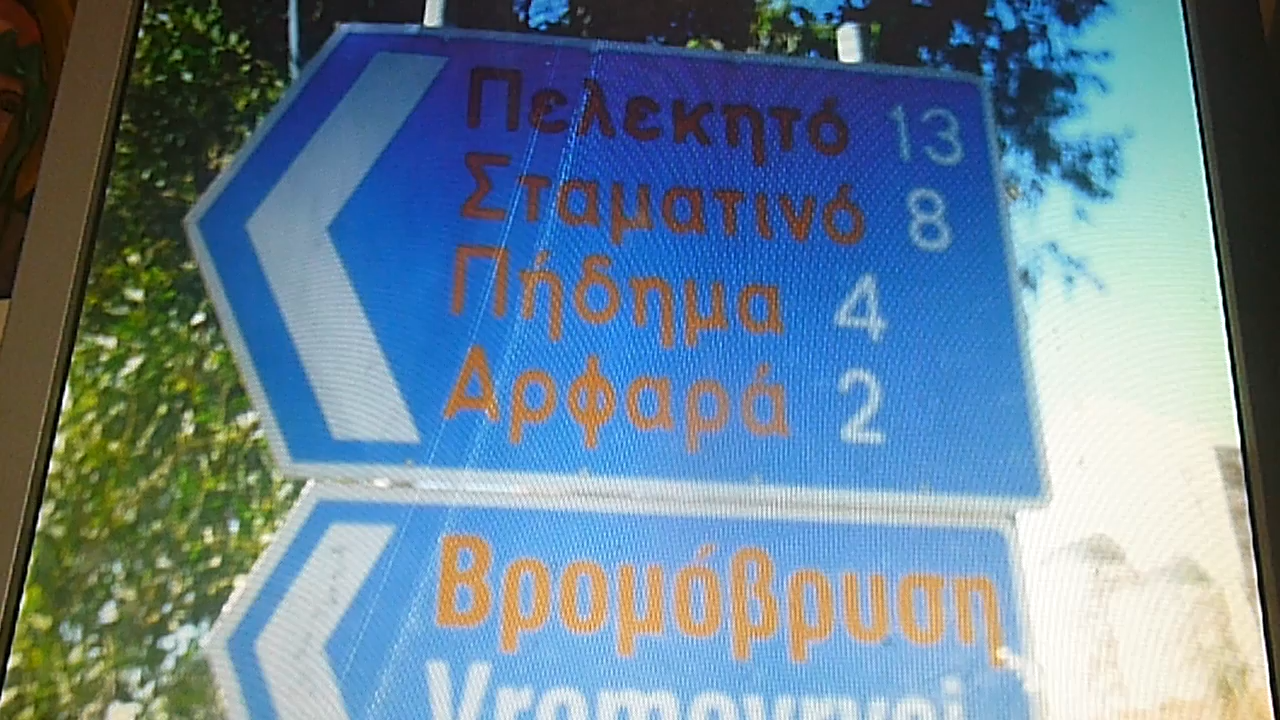 Πελεκητό 13
Σταματινό 8
Πήδημα 4
Αρφαρά 2
Βρομόβρυση